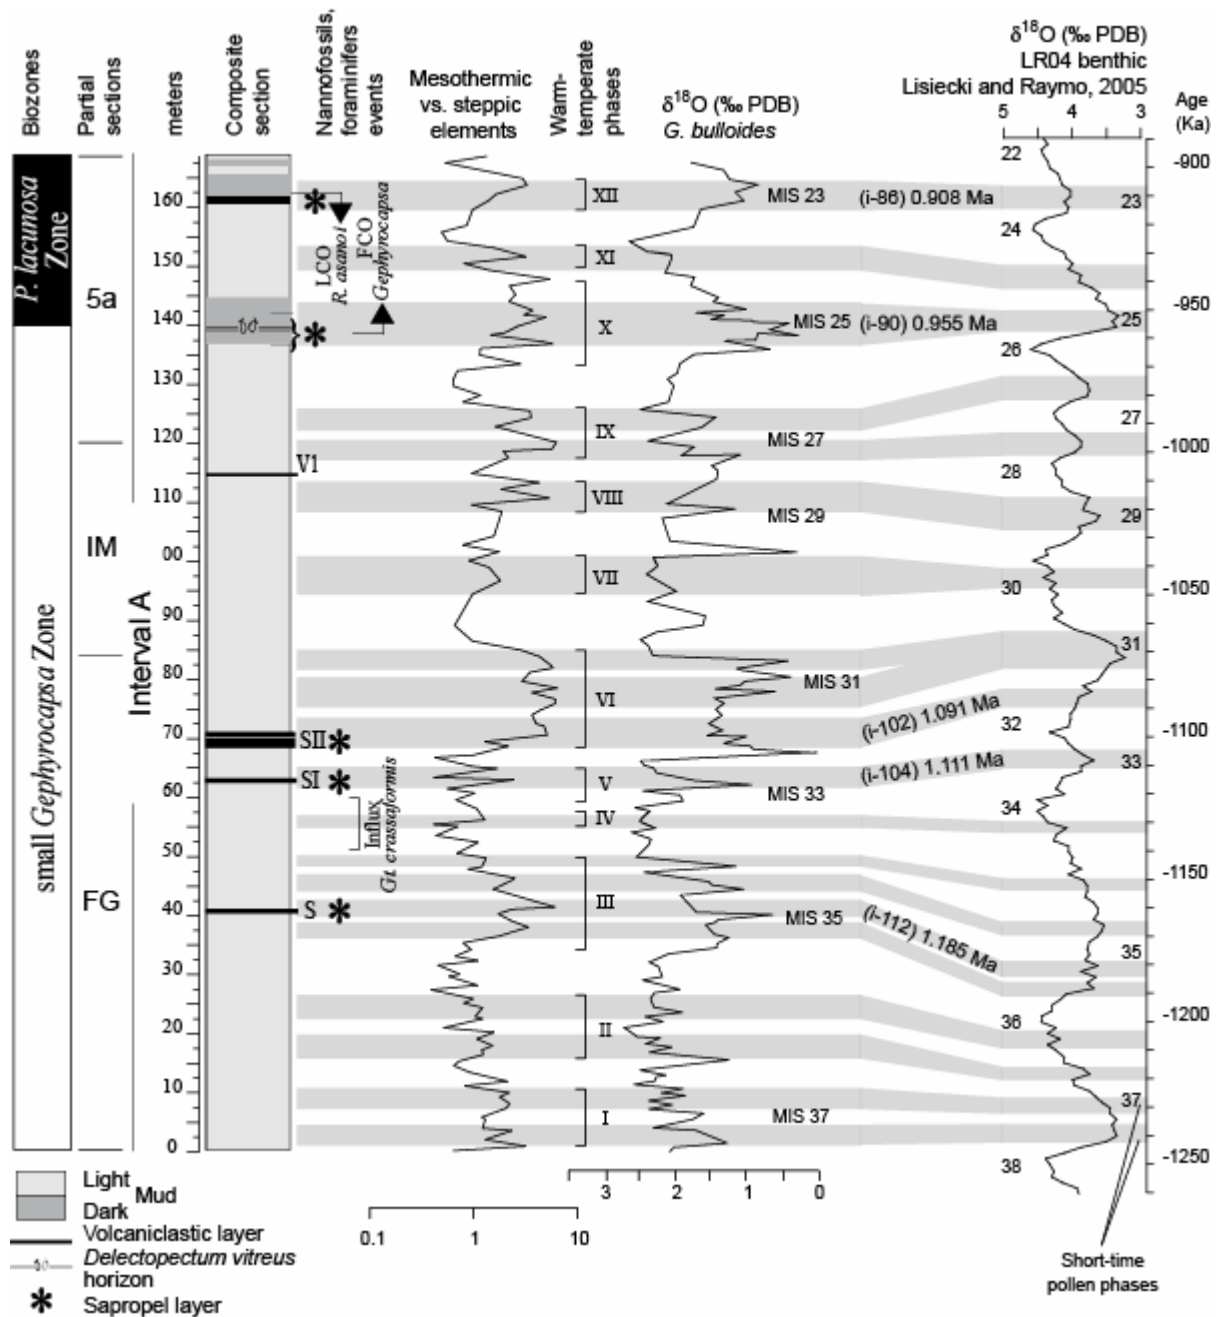 Biozones
Partial sections
meters
Composite section
Nannofossils, foraminifers events
Mesothermic vs. steppic elements
Warm-temperate phases
δ18O (‰ PDB)
G. bulloides
δ18O (‰ PDB)
LR04 benthic
Lisiecki and Raymo, 2005
5 4 3
Age
(Ka)
P. lacunosa Zone
small Gephyrocapsa Zone
5a
IM
FG
Interval A
160
150
140
130
120
110
00
90
80
70
60
50
40
30
20
10
0
V1
SII
SI
S
LCO
R. asanoi
FCO
Gephyrocapsa
Influx
Gt. crassaformis
XII
XI
X
IX
VIII
VII
VI
V
IV
III
II
I
MIS 23
MIS 25
MIS 27
MIS 29
MIS 31
MIS 33
MIS 35
MIS 37
(i-86) 0.908 Ma
(i-90) 0.955 Ma
(i-102) 1.091 Ma
(i-104) 1.111 Ma
(i-112) 1.185 Ma
22
23
24
25
26
27
28
29
30
31
32
33
34
35
36
37
38
-900
-950
-1000
-1050
-1100
-1150
-1200
-1250
3 2 1 0
0.1 1 10
Short-time
pollen phases
Light
Mud
Dark
Volcaniclastic layer
Delectopectum vitreus
horizon
Sapropel layer